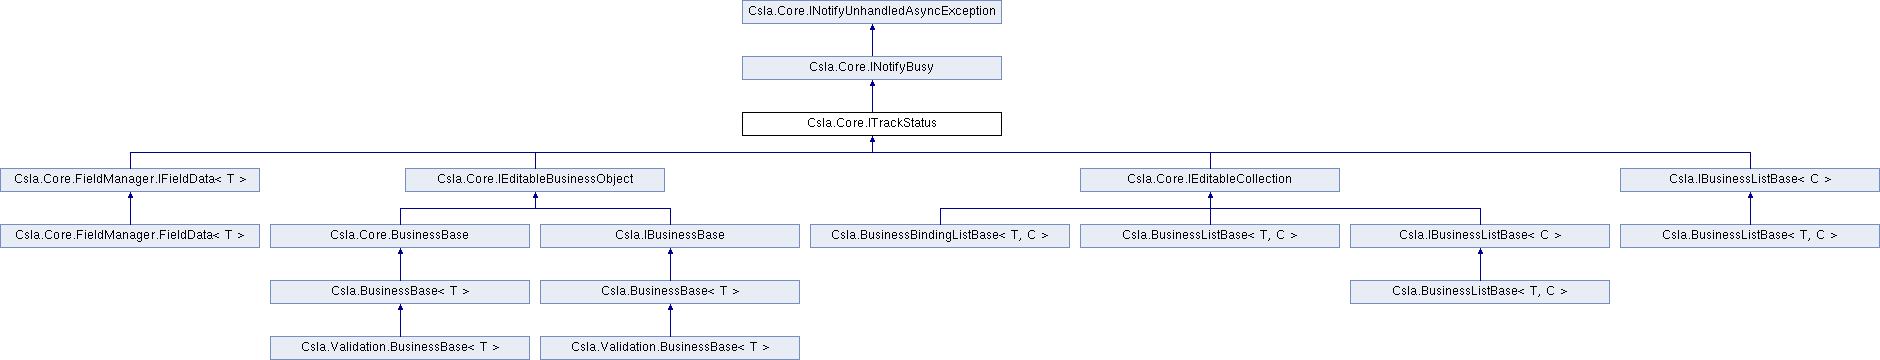 Csla.Core.INotifyUnhandledAsyncException
Csla.Core.INotifyBusy
Csla.Core.ITrackStatus
Csla.Core.FieldManager.IFieldData< T >
Csla.Core.IEditableBusinessObject
Csla.Core.IEditableCollection
Csla.IBusinessListBase< C >
Csla.Core.FieldManager.FieldData< T >
Csla.Core.BusinessBase
Csla.IBusinessBase
Csla.BusinessBindingListBase< T, C >
Csla.BusinessListBase< T, C >
Csla.IBusinessListBase< C >
Csla.BusinessListBase< T, C >
Csla.BusinessBase< T >
Csla.BusinessBase< T >
Csla.BusinessListBase< T, C >
Csla.Validation.BusinessBase< T >
Csla.Validation.BusinessBase< T >